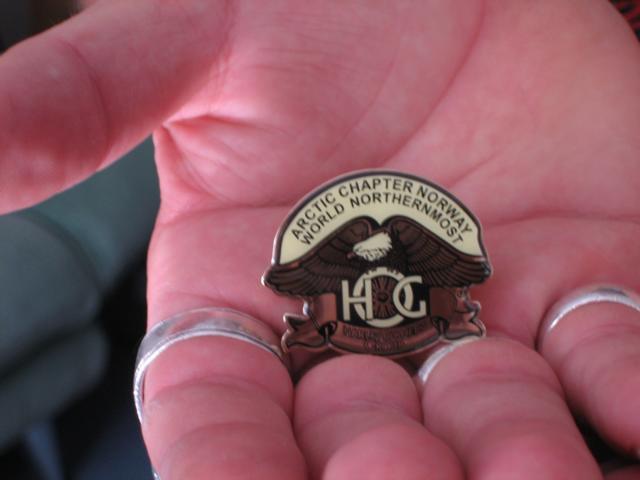 ARCTIC CHAPTER NORWAY
WORLD NORTHERNMOST
HOG